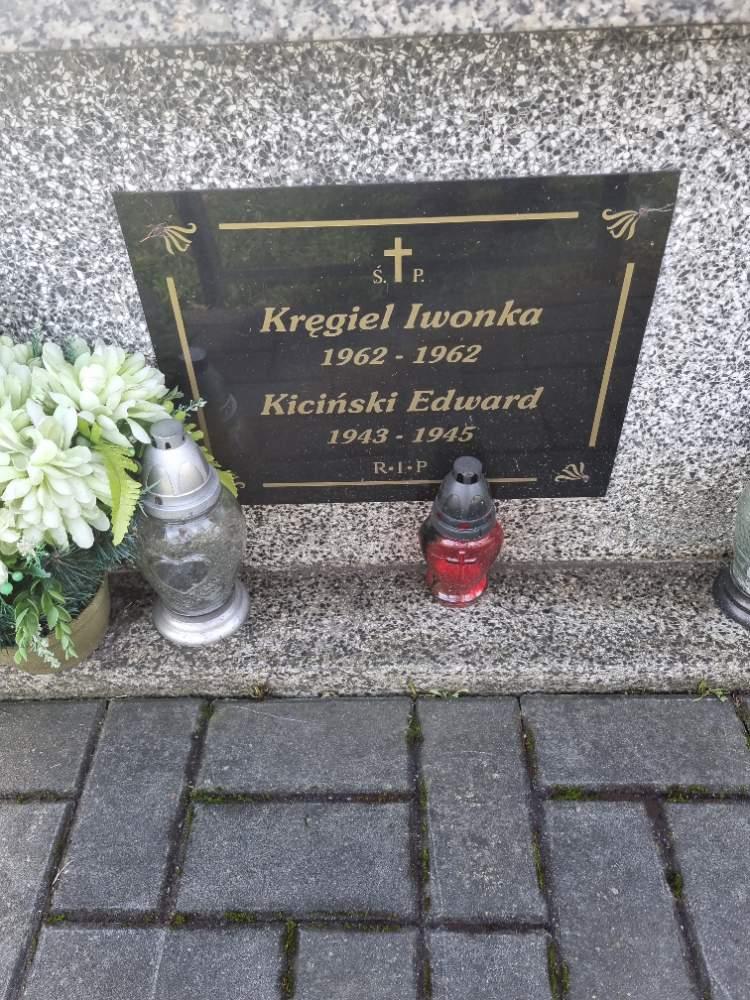 Ś. P.
Kręgiel Iwonka
1962 - 1962
Kiciński Edward
1943 - 1945
R•I•P